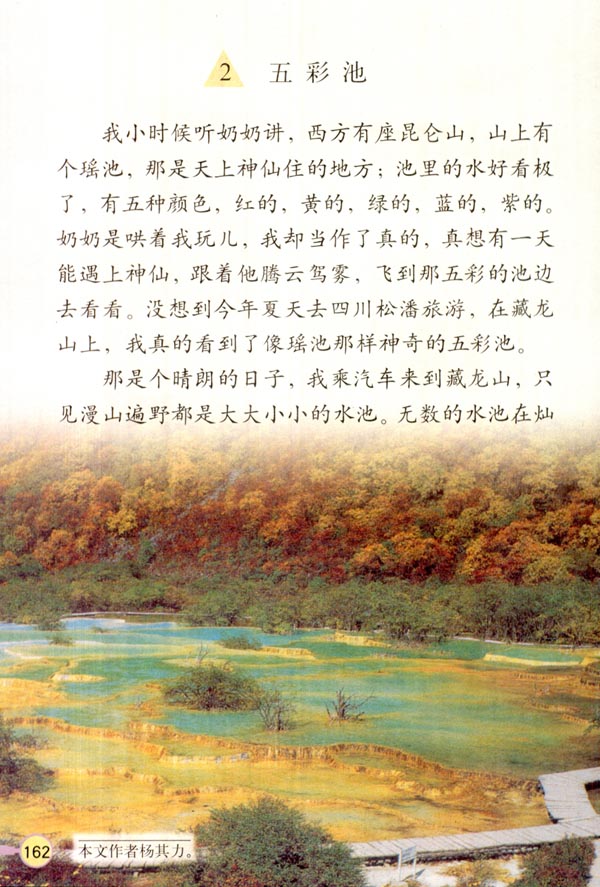 2 五彩池
我小时候听奶奶讲，西方有座昆仑山，山上有
个瑶池，那是天上神仙住的地方；池里的水好看极
了，有五种颜色，红的，黄的，绿的，蓝的，紫的。
奶奶是哄着我玩儿，我却当作了真的，真想有一天
能遇上神仙，跟着他腾云驾雾，飞到那五彩的池边
去看看。没想到今年夏天去四川松潘旅游，在藏龙
山上，我真的看到了像瑶池那样神奇的五彩池。
那是个晴朗的日子，我乘汽车来到藏龙山，只
见漫山遍野都是大大小小的水池。无数的水池在灿
162 本文作者杨其力。